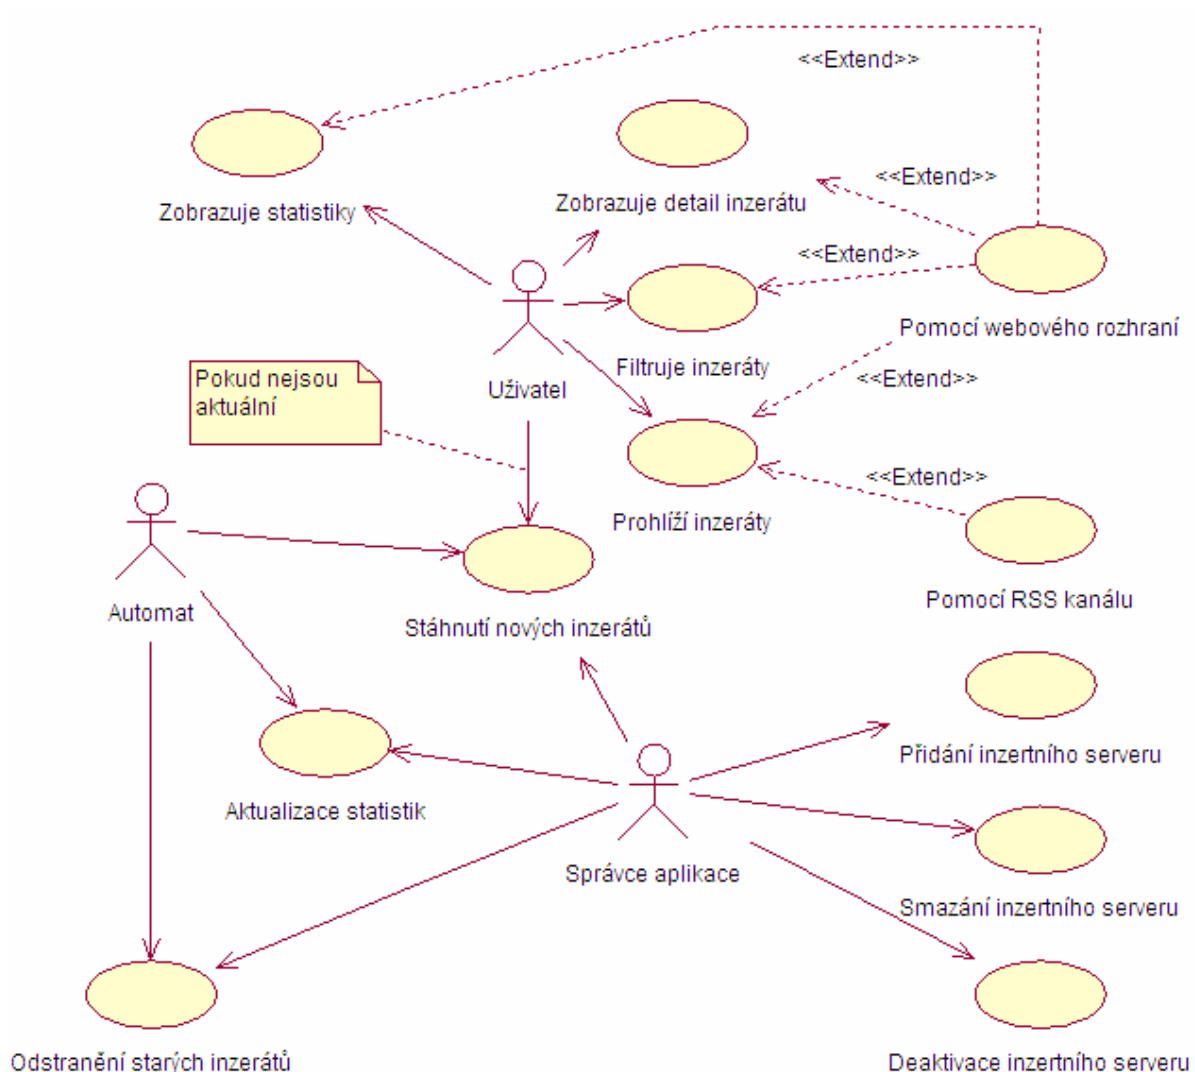 <<Extend>>
Zobrazuje statistiky
Zobrazuje detail inzerátu
<<Extend>>
<<Extend>>
Pomocí webového rozhraní
Uživatel
Filtruje inzeráty
<<Extend>>
Pokud nejsou
aktuální
Prohlíží inzeráty
<<Extend>>
Pomocí RSS kanálu
Automat
Stáhnutí nových inzerátů
Přidání inzertního serveru
Aktualizace statistik
Správce aplikace
Smazání inzertního serveru
Odstranění starých inzerátů
Deaktivace inzertního serveru